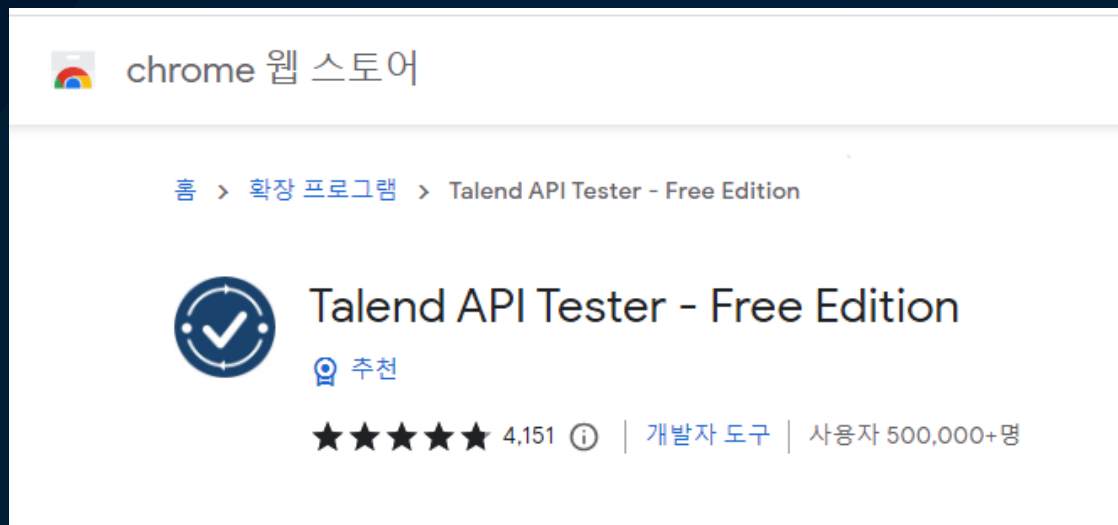 chrome 웹 스토어
홈 > 확장 프로그램 > Talend API Tester - Free Edition
Talend API Tester - Free Edition
추천
4,151 | 개발자 도구 | 사용자 500,000+명